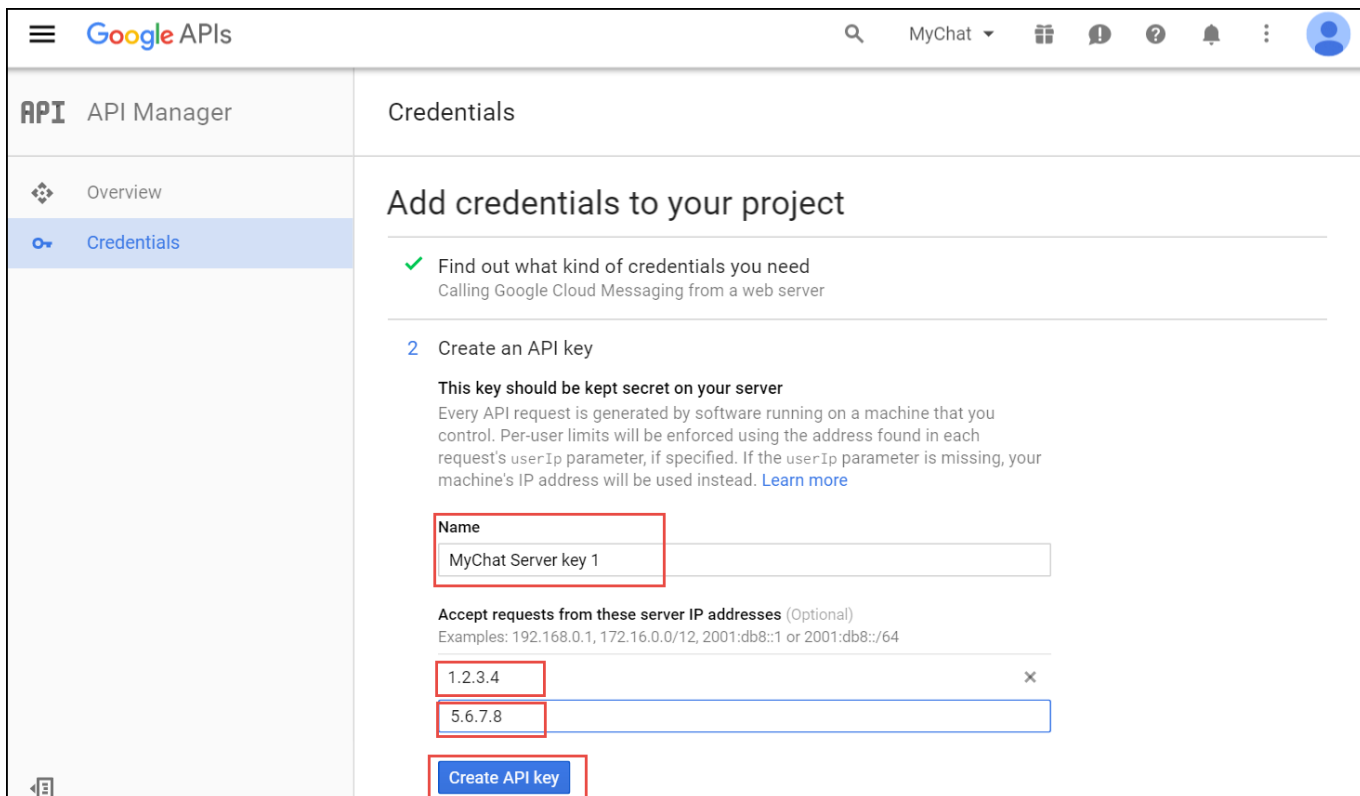 Google APIs
MyChat
API API Manager
Credentials
Overview
Credentials
Add credentials to your project
Find out what kind of credentials you need
Calling Google Cloud Messaging from a web server
2 Create an API key
This key should be kept secret on your server
Every API request is generated by software running on a machine that you
control. Per-user limits will be enforced using the address found in each
request's userIp parameter, if specified. If the userIp parameter is missing, your
machine's IP address will be used instead. Learn more
Name
MyChat Server key 1
Accept requests from these server IP addresses (Optional)
Examples: 192.168.0.1, 172.16.0.0/12, 2001:db8::1 or 2001:db8::/64
1.2.3.4
5.6.7.8
Create API key